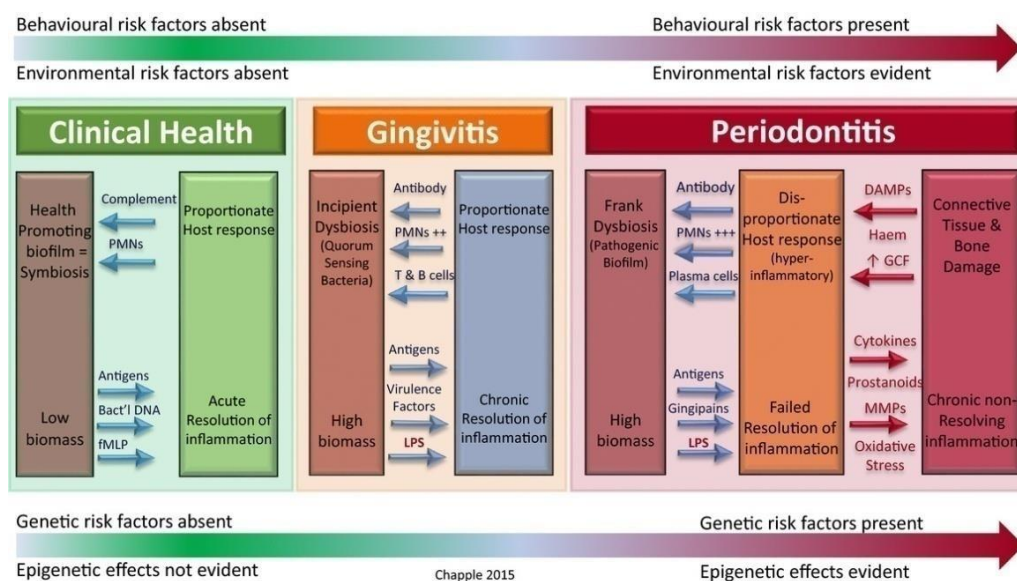 Behavioural risk factors absent
Behavioural risk factors present
Environmental risk factors absent
Environmental risk factors evident
Clinical Health
Health
Promoting
biofilm =
Symbiosis
Low
biomass
Complement
PMNs
Antigens
Bact'l DNA
fMLP
Proportionate
Host response
Acute
Resolution of
inflammation
Gingivitis
Incipient
Dysbiosis
(Quorum
Sensing
Bacteria)
High
biomass
Antibody
PMNs ++
T & B cells
Antigens
Virulence
Factors
LPS
Proportionate
Host response
Chronic
Resolution of
inflammation
Periodontitis
Frank
Dysbiosis
(Pathogenic
Biofilm)
High
biomass
Antibody
PMNs +++
Plasma cells
Antigens
Gingipains
LPS
Dis-
proportionate
Host response
(hyper-
inflammatory)
Failed
Resolution of
inflammation
DAMPs
Haem
↑ GCF
Cytokines
Prostanoids
MMPs
Oxidative
Stress
Connective
Tissue &
Bone
Damage
Chronic non-
Resolving
inflammation
Genetic risk factors absent
Genetic risk factors present
Epigenetic effects not evident
Chapple 2015
Epigenetic effects evident